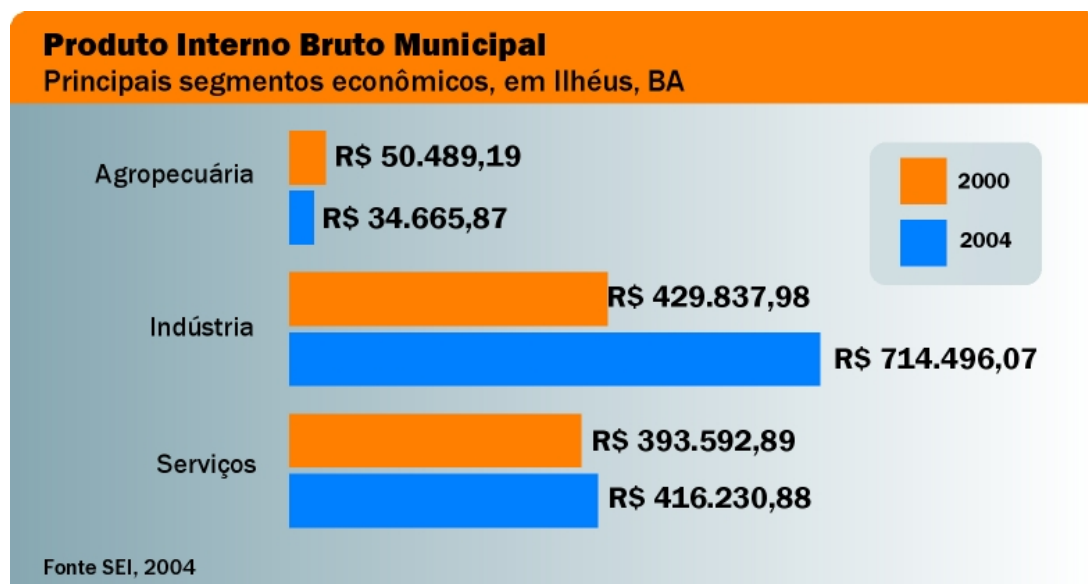 Produto Interno Bruto Municipal
Principais segmentos econômicos, em Ilhéus, BA
Agropecuária
R$ 50.489,19
R$ 34.665,87
2000
2004
Indústria
R$ 429.837,98
R$ 714.496,07
Serviços
R$ 393.592,89
R$ 416.230,88
Fonte SEI, 2004